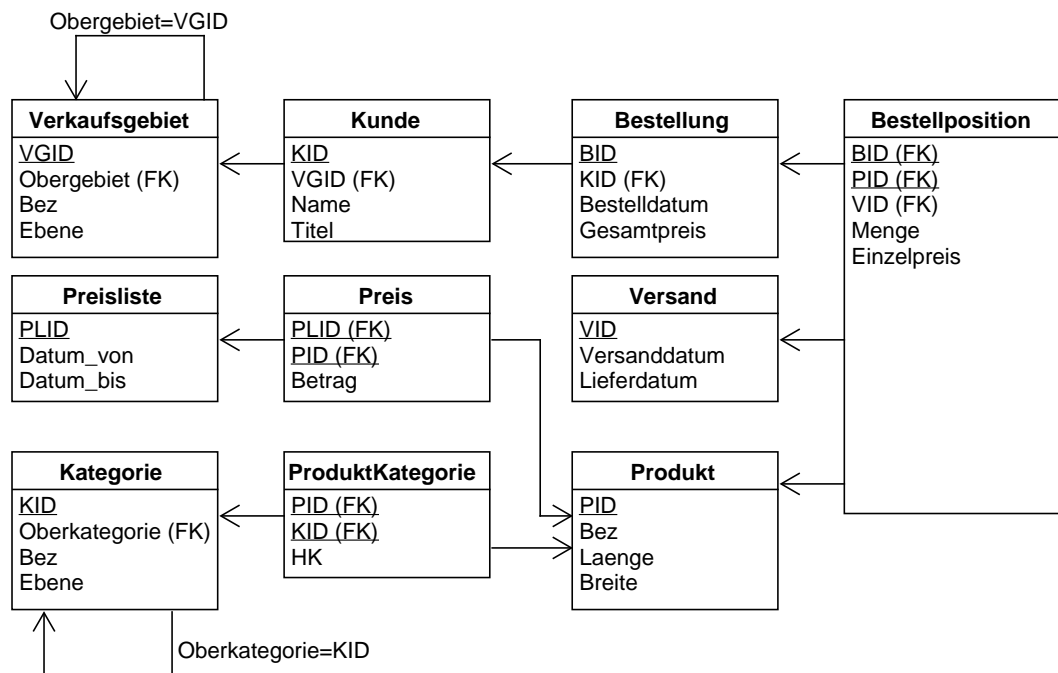 Obergebiet=VGID
Verkaufsgebiet
VGID
Obergebiet (FK)
Bez
Ebene
Kunde
KID
VGID (FK)
Name
Titel
Bestellung
BID
KID (FK)
Bestelldatum
Gesamtpreis
Bestellposition
BID (FK)
PID (FK)
VID (FK)
Menge
Einzelpreis
Preisliste
PLID
Datum_von
Datum_bis
Preis
PLID (FK)
PID (FK)
Betrag
Versand
VID
Versanddatum
Lieferdatum
Kategorie
KID
Oberkategorie (FK)
Bez
Ebene
ProduktKategorie
PID (FK)
KID (FK)
HK
Produkt
PID
Bez
Laenge
Breite
Oberkategorie=KID